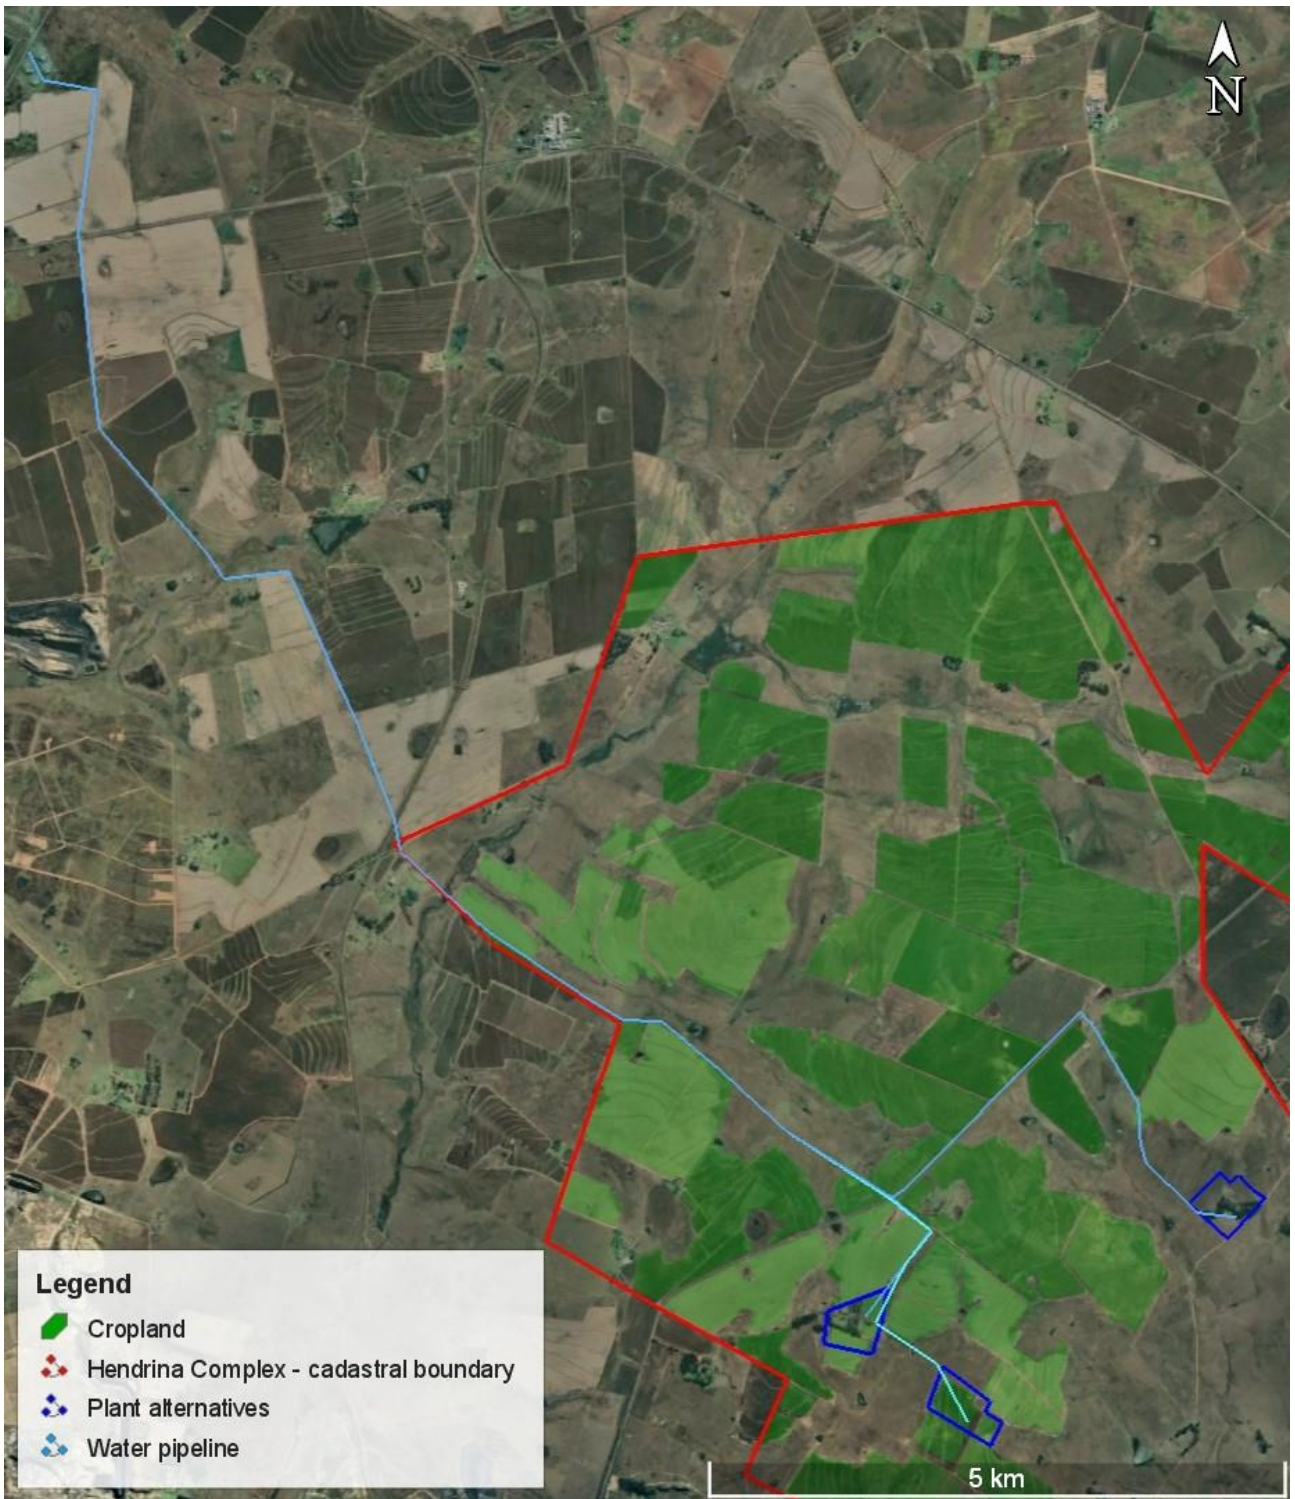 N
Legend
Cropland
Hendrina Complex - cadastral boundary
Plant alternatives
Water pipeline
5 km